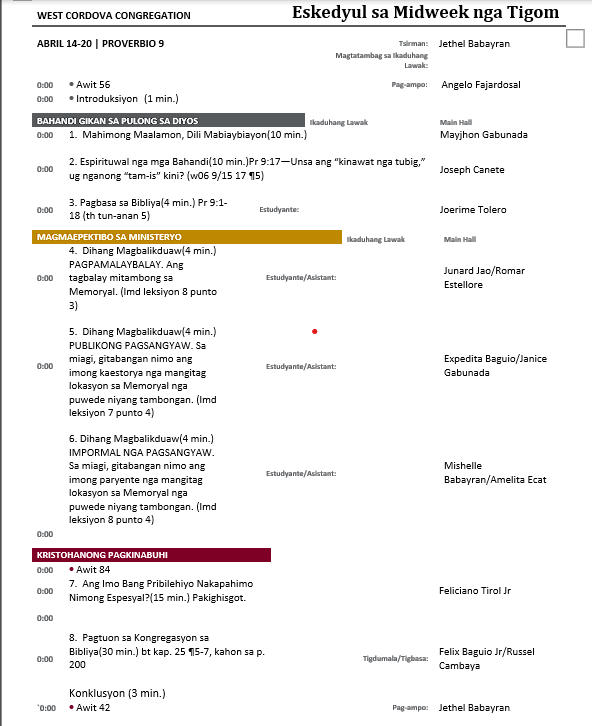 WEST CORDOVA CONGREGATION
Eskedyul sa Midweek nga Tigom
ABRIL 14-20 | PROVERBIO 9
Tsirman: Jethel Babayran
Magtatambag sa Ikaduhang
Lawak:
0:00 • Awit 56
Pag-ampo: Angelo Fajardosal
0:00 • Introduksiyon (1 min.)
BAHANDI GIKAN SA PULONG SA DIYOS Ikaduhang Lawak Main Hall
0:00 1. Mahimong Maalamon, Dili Mabiaybiayon(10 min.) Mayjhon Gabunada
2. Espirituwal nga mga Bahandi(10 min.)Pr 9:17—Unsa ang “kinawat nga tubig,”
0:00 ug nganong “tam-is” kini? (w06 9/15 17 ¶5) Joseph Canete
3. Pagbasa sa Bibliya(4 min.) Pr 9:1-
0:00 18 (th tun-anan 5) Estudyante: Joerime Tolero
MAGMAEPEKTIBO SA MINISTERYO Ikaduhang Lawak Main Hall
4. Dihang Magbalikduaw(4 min.)
PAGPAMALAYBALAY. Ang
0:00 tagbalay mitambong sa Estudyante/Asistant: Junard Jao/Romar
Memoryal. (lmd leksiyon 8 punto Estellore
3)
5. Dihang Magbalikduaw(4 min.)
PUBLIKONG PAGSANGYAW. Sa
miagi, gitabangan nimo ang
0:00 imong kaestorya nga mangitag Estudyante/Asistant: Expedita Baguio/Janice
lokasyon sa Memoryal nga Gabunada
puwede niyang tambongan. (lmd
leksiyon 7 punto 4)
6. Dihang Magbalikduaw(4 min.)
IMPORMAL NGA PAGSANGYAW.
Sa miagi, gitabangan nimo ang
imong paryente nga mangitag Estudyante/Asistant: Mishelle
lokasyon sa Memoryal nga Babayran/Amelita Ecat
puwede niyang tambongan. (lmd
leksiyon 8 punto 4)
0:00
KRISTOHANONG PAGKINABUHI
0:00 • Awit 84
7. Ang Imo Bang Pribilehiyo Nakapahimo
0:00 Nimong Espesyal?(15 min.) Pakighisgot. Feliciano Tirol Jr
0:00
8. Pagtuon sa Kongregasyon sa
0:00 Bibliya(30 min.) bt kap. 25 ¶5-7, kahon sa p. Tigdumala/Tigbasa: Felix Baguio Jr/Russel
200 Cambaya
Konklusyon (3 min.)
`0:00 • Awit 42 Pag-ampo: Jethel Babayran